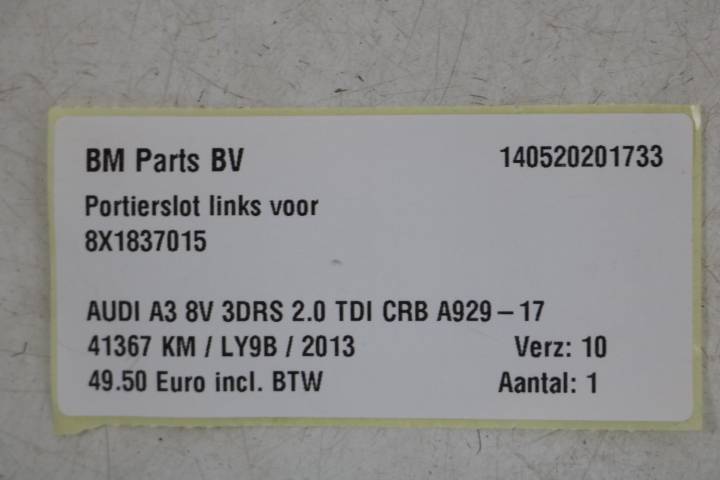 BM Parts BV 140520201733
Portierslot links voor
8X1837015
AUDI A3 8V 3DRS 2.0 TDI CRB A929 – 17
41367 KM / LY9B / 2013 Verz: 10
49.50 Euro incl. BTW Aantal: 1